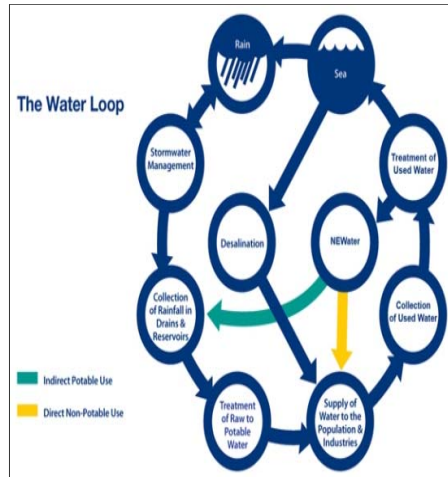 The Water Loop
Rain
Sea
Stormwater
Management
Treatment of
Used Water
Desalination
NEWater
Collection
of Rainfall in
Drains &
Reservoirs
Collection
of Used Water
Indirect Potable Use
Direct Non-Potable Use
Treatment
of Raw to
Potable
Water
Supply of
Water to the
Population &
Industries